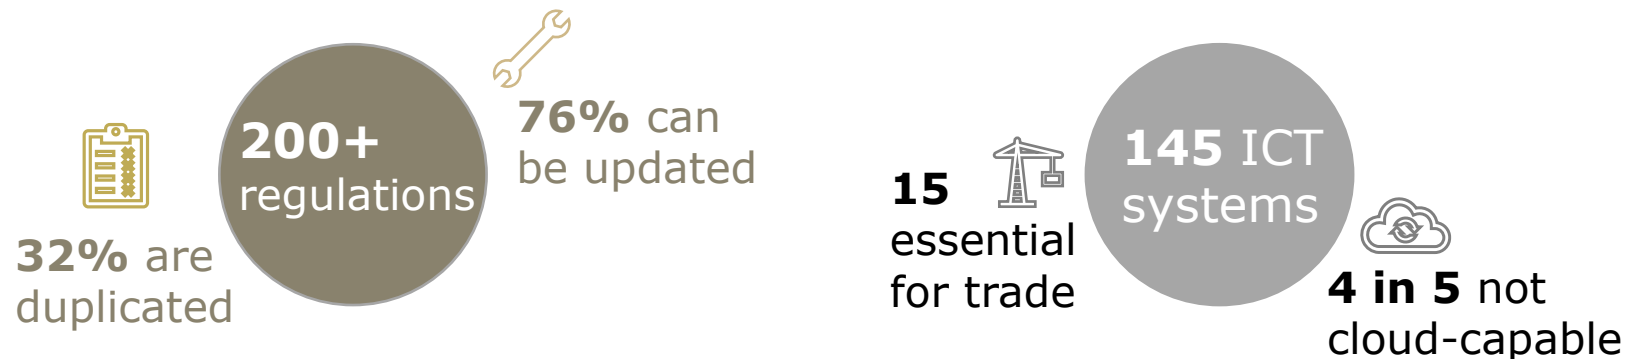 200+
regulations
76% can
be updated
32% are
duplicated
145 ICT
systems
15
essential
for trade
4 in 5 not
cloud-capable